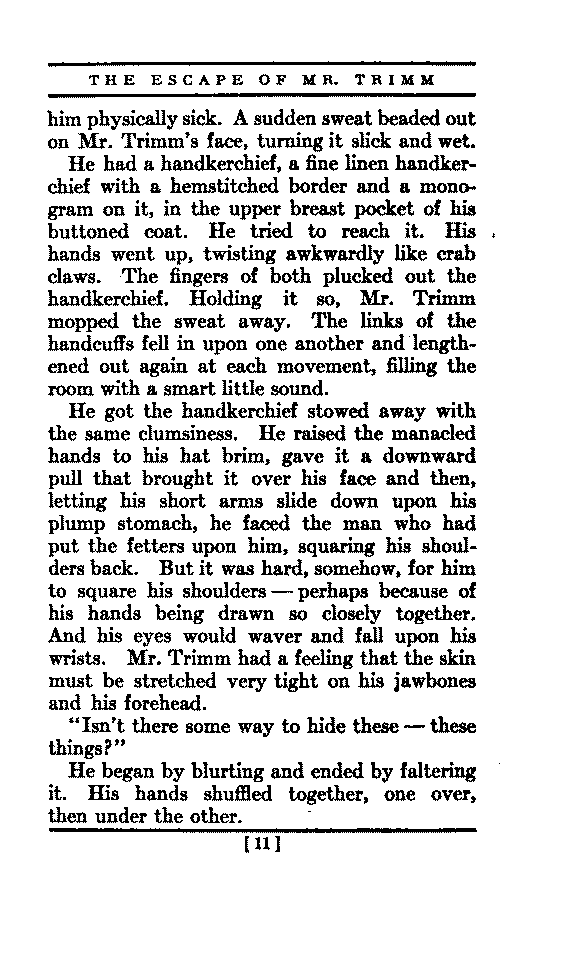 THE ESCAPE OF MR. TRIMM
him physically sick. A sudden sweat beaded out
on Mr. Trimm's face, turning it slick and wet.
He had a handkerchief, a fine linen handker-
chief with a hemstitched border and a mono-
gram on it, in the upper breast pocket of his
buttoned coat. He tried to reach it. His
hands went up, twisting awkwardly like crab
claws. The fingers of both plucked out the
handkerchief. Holding it so, Mr. Trimm
mopped the sweat away. The links of the
handcuffs fell in upon one another and length-
ened out again at each movement, filling the
room with a smart little sound.
He got the handkerchief stowed away with
the same clumsiness. He raised the manacled
hands to his hat brim, gave it a downward
pull that brought it over his face and then,
letting his short arms slide down upon his
plump stomach, he faced the man who had
put the fetters upon him, squaring his shoul-
ders back. But it was hard, somehow, for him
to square his shoulders — perhaps because of
his hands being drawn so closely together.
And his eyes would waver and fall upon his
wrists. Mr. Trimm had a feeling that the skin
must be stretched very tight on his jawbones
and his forehead.
"Isn't there some way to hide these — these
things?"
He began by blurting and ended by faltering
it. His hands shuffled together, one over,
then under the other.
[ 11 ]